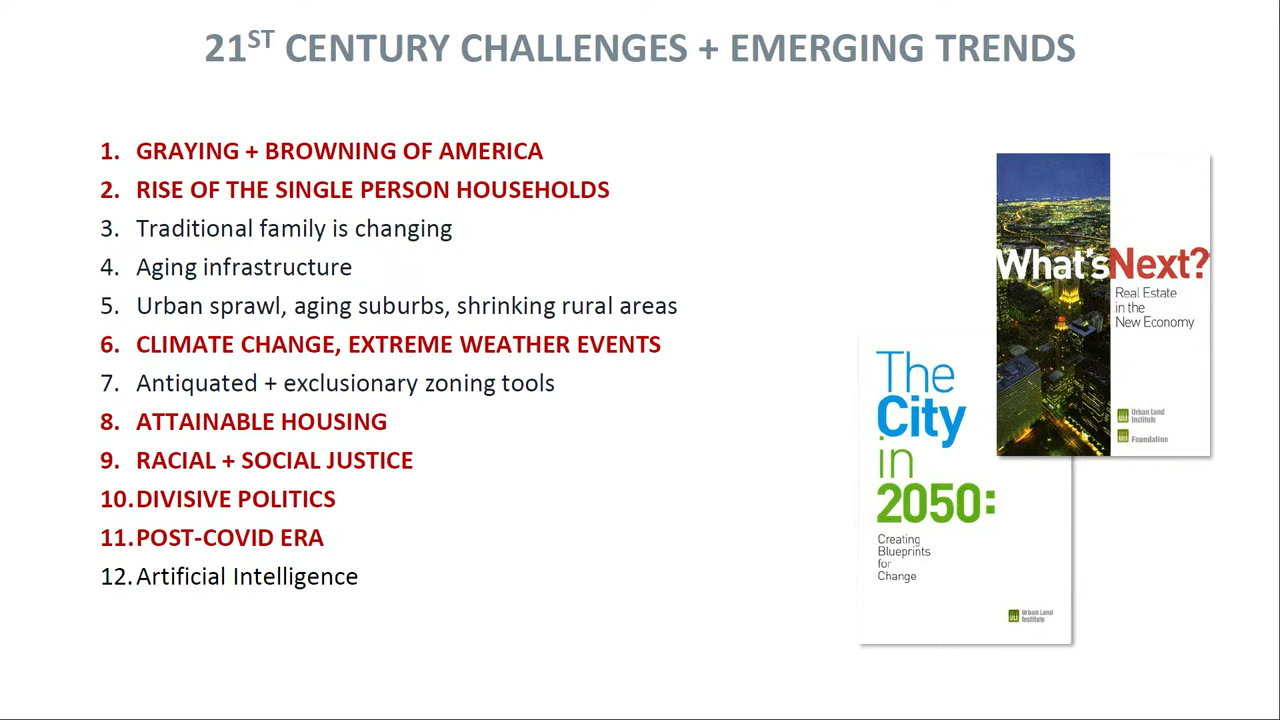 21ST CENTURY CHALLENGES + EMERGING TRENDS
1. GRAYING + BROWNING OF AMERICA
2. RISE OF THE SINGLE PERSON HOUSEHOLDS
3. Traditional family is changing
4. Aging infrastructure
5. Urban sprawl, aging suburbs, shrinking rural areas
6. CLIMATE CHANGE, EXTREME WEATHER EVENTS
7. Antiquated + exclusionary zoning tools
8. ATTAINABLE HOUSING
9. RACIAL + SOCIAL JUSTICE
10. DIVISIVE POLITICS
11. POST-COVID ERA
12. Artificial Intelligence
What'sNext?
Real Estate
in the
New Economy
Urban Land
Institute
Foundation
The
City
in
2050:
Creating
Blueprints
for
Change
Urban Land
Institute